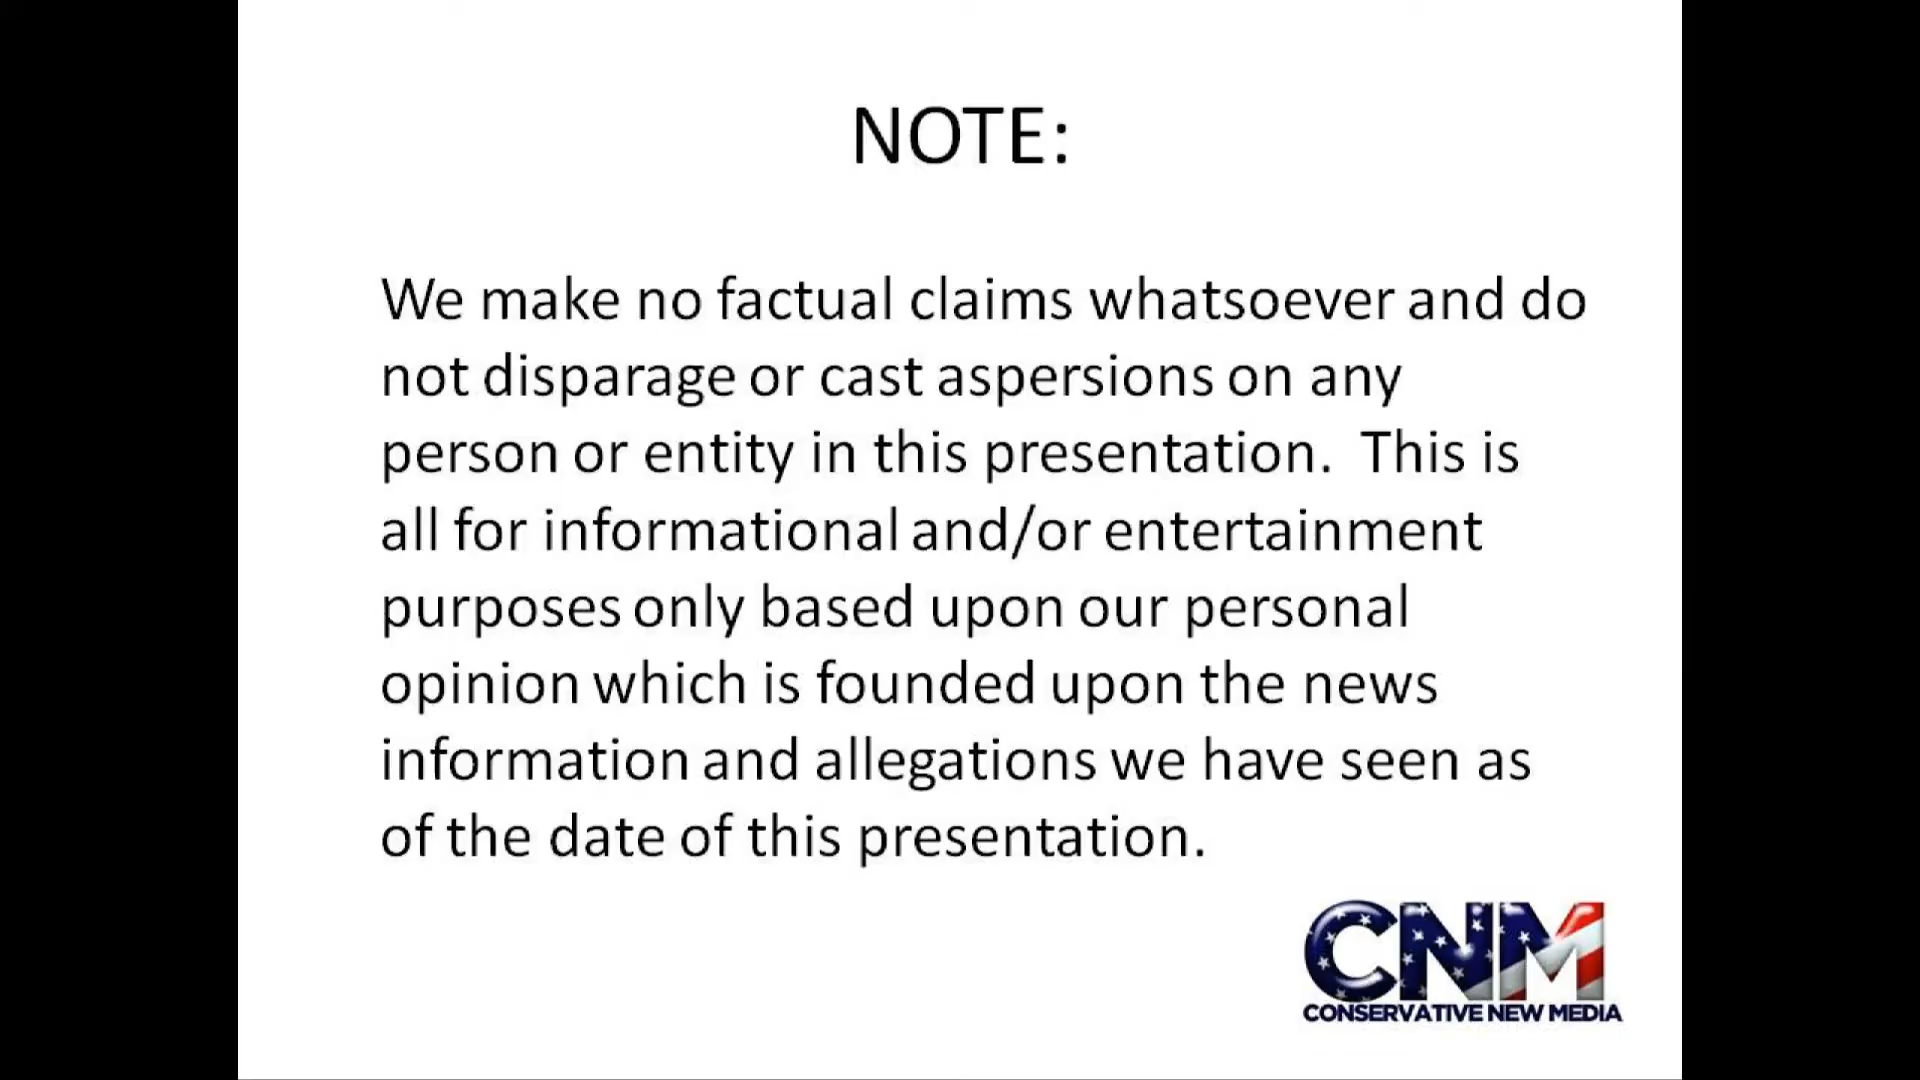 NOTE:
We make no factual claims whatsoever and do
not disparage or cast aspersions on any
person or entity in this presentation.  This is
all for informational and/or entertainment
purposes only based upon our personal
opinion which is founded upon the news
information and allegations we have seen as
of the date of this presentation.
CNM
CONSERVATIVE NEW MEDIA